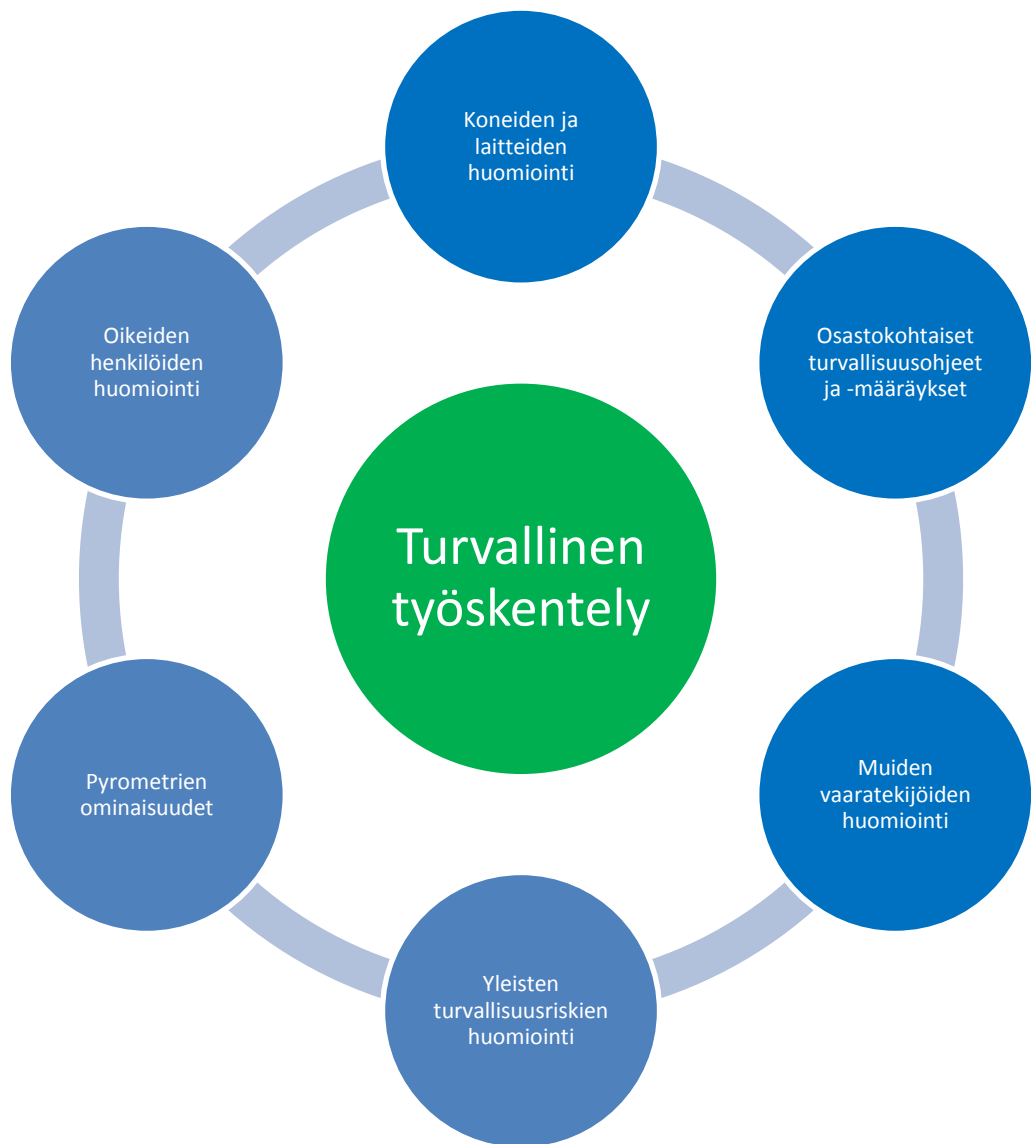 Koneiden ja
laitteiden
huomiointi
Osastokohtaiset
turvallisuusohjeet
ja -määräykset
Muiden
vaaratekijöiden
huomiointi
Yleisten
turvallisuusriskien
huomiointi
Pyrometrien
ominaisuudet
Oikeiden
henkilöiden
huomiointi
Turvallinen
työskentely